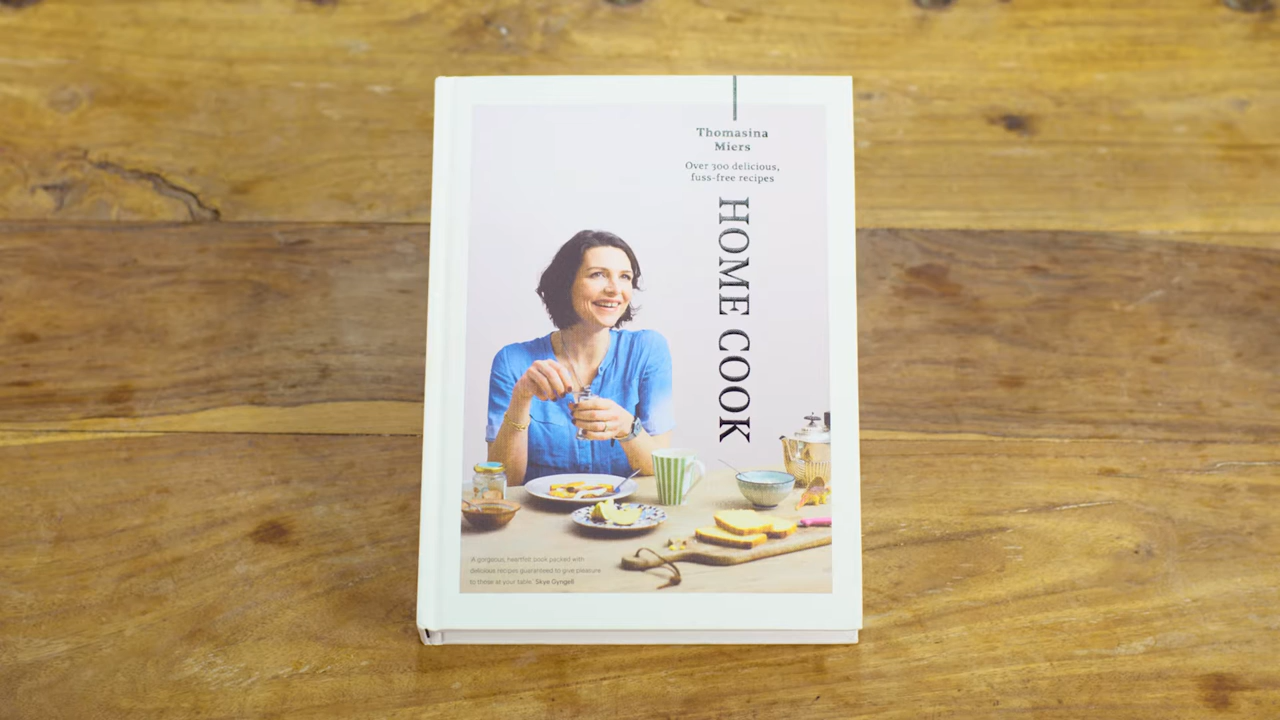 Thomasina
Miers
Over 300 delicious,
fuss-free recipes
HOME COOK
'A gorgeous, heartfelt book packed with
delicious recipes guaranteed to give pleasure
to those at your table.' Skye Gyngell